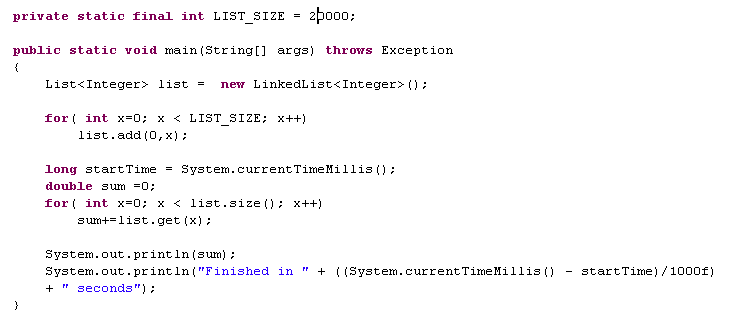 private static final int LIST_SIZE = 20000;
public static void main(String[] args) throws Exception
{
List<Integer> list =  new LinkedList<Integer>();
for( int x=0; x < LIST_SIZE; x++)
list.add(0,x);
long startTime = System.currentTimeMillis();
double sum =0;
for( int x=0; x < list.size(); x++)
sum+=list.get(x);
System.out.println(sum);
System.out.println("Finished in " + ((System.currentTimeMillis() - startTime)/1000f)
+ " seconds");
}